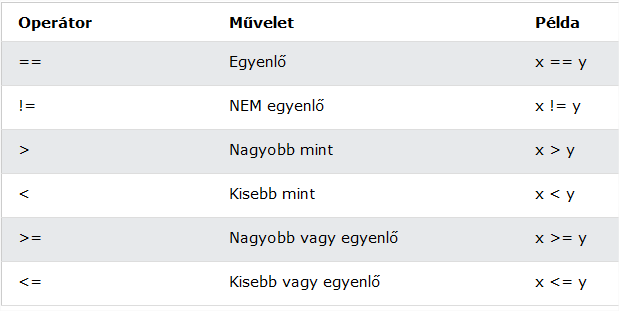 Operátor Művelet Példa
== Egyenlő x == y
!= NEM egyenlő x != y
> Nagyobb mint x > y
< Kisebb mint x < y
>= Nagyobb vagy egyenlő x >= y
<= Kisebb vagy egyenlő x <= y